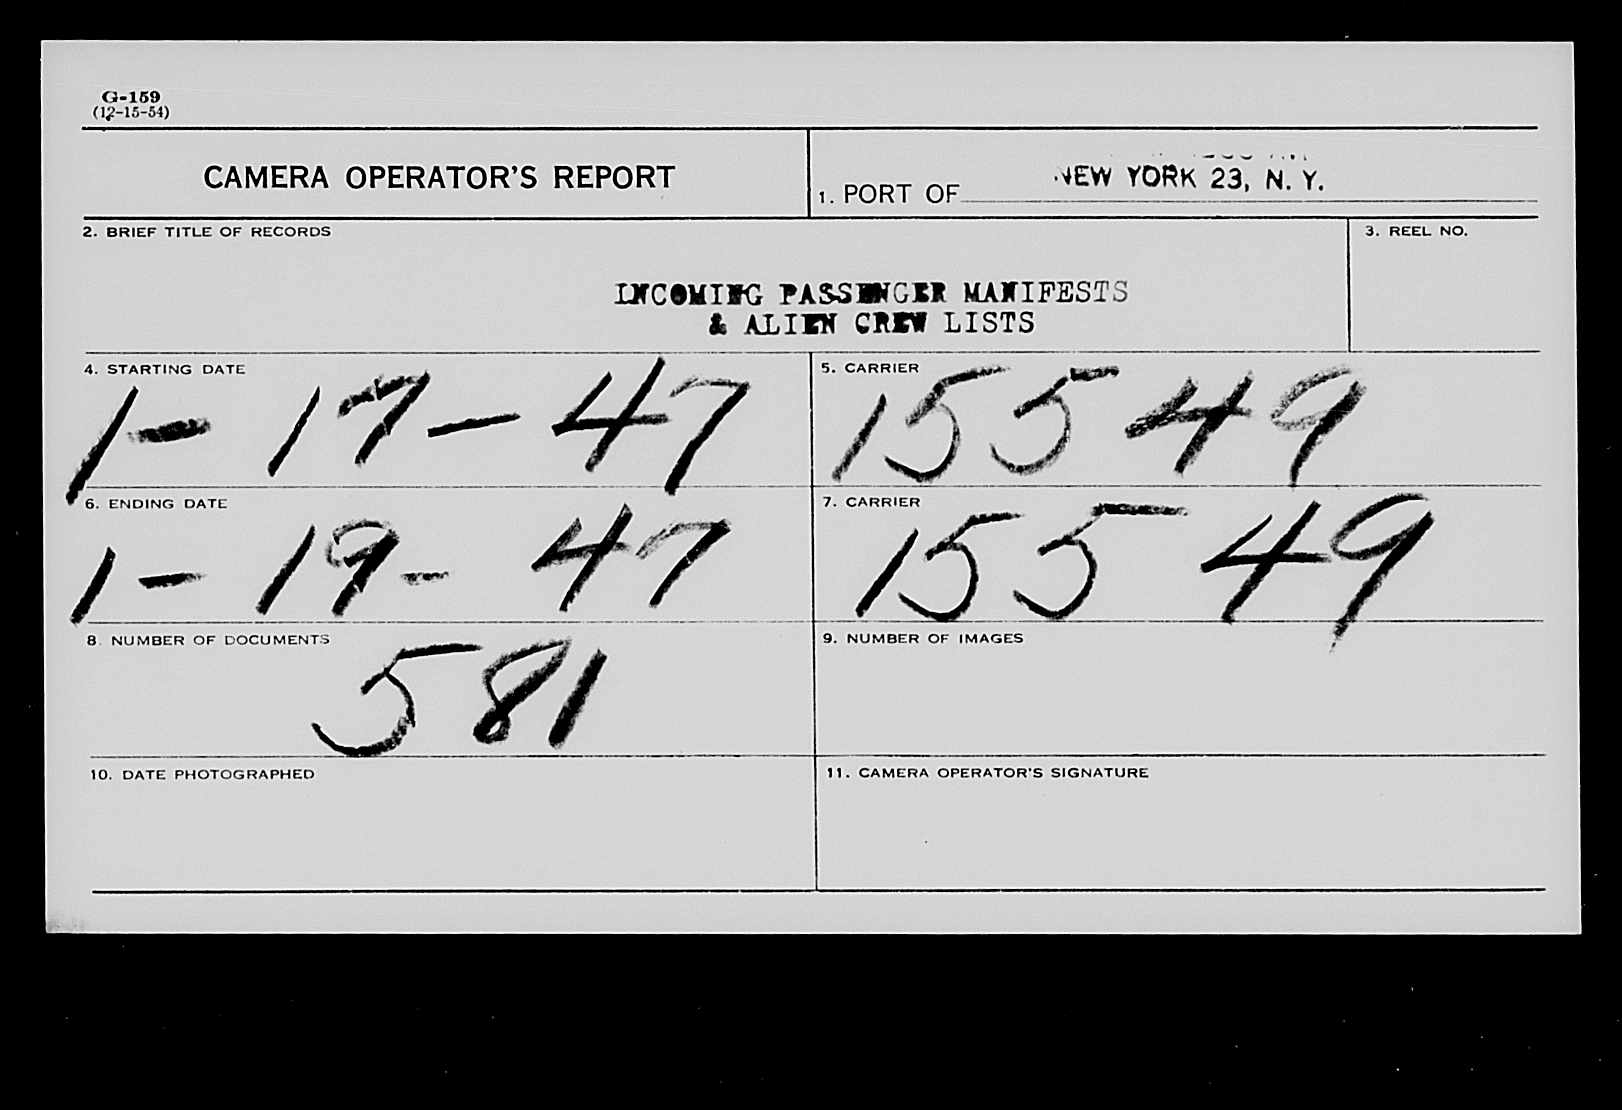 G-159
(12-15-54)
CAMERA OPERATOR'S REPORT
1. PORT OF NEW YORK 23, N. Y.
2. BRIEF TITLE OF RECORDS
3. REEL NO.
INCOMING PASSENGER MANIFESTS
& ALIEN CREW LISTS
4. STARTING DATE
1-17-47
5. CARRIER
15549
6. ENDING DATE
1-19-47
7. CARRIER
15549
8. NUMBER OF DOCUMENTS
581
9. NUMBER OF IMAGES
10. DATE PHOTOGRAPHED
11. CAMERA OPERATOR'S SIGNATURE